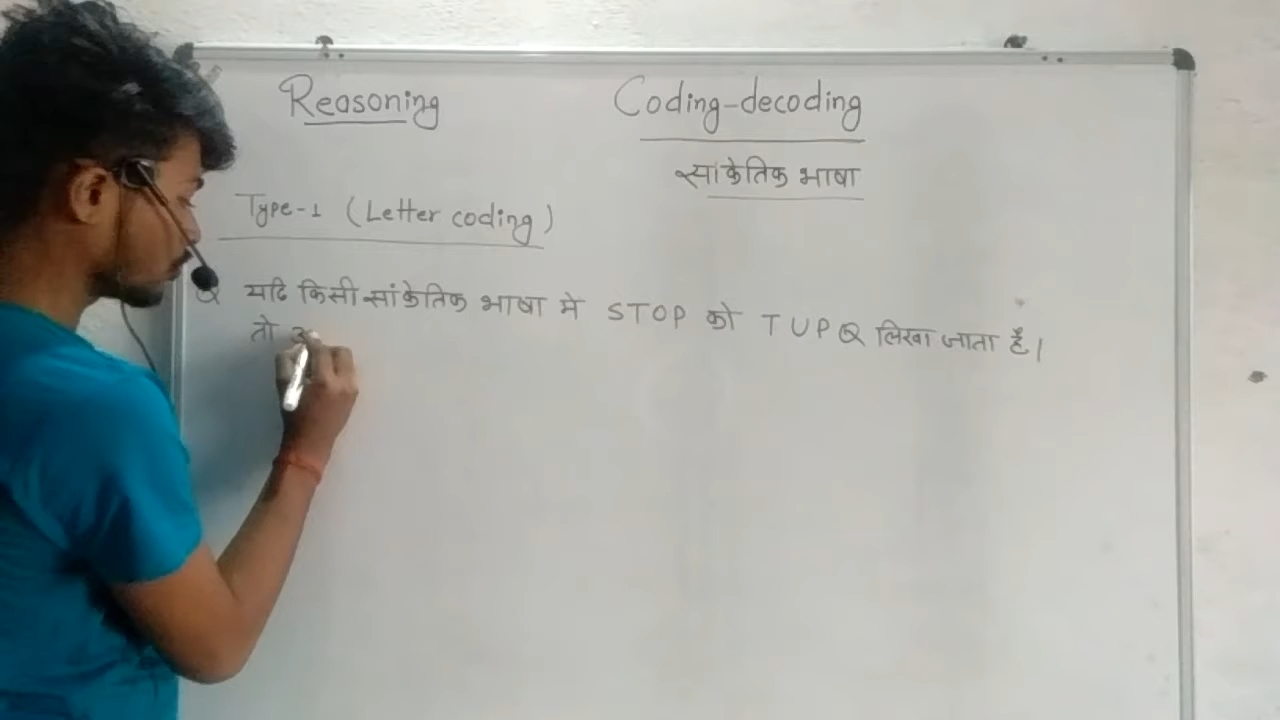 Reasoning
Coding-decoding
सांकेतिक भाषा
Type-1 (Letter coding)
Q यदि किसी सांकेतिक भाषा मे STOP को TUPQ लिखा जाता है।
तो